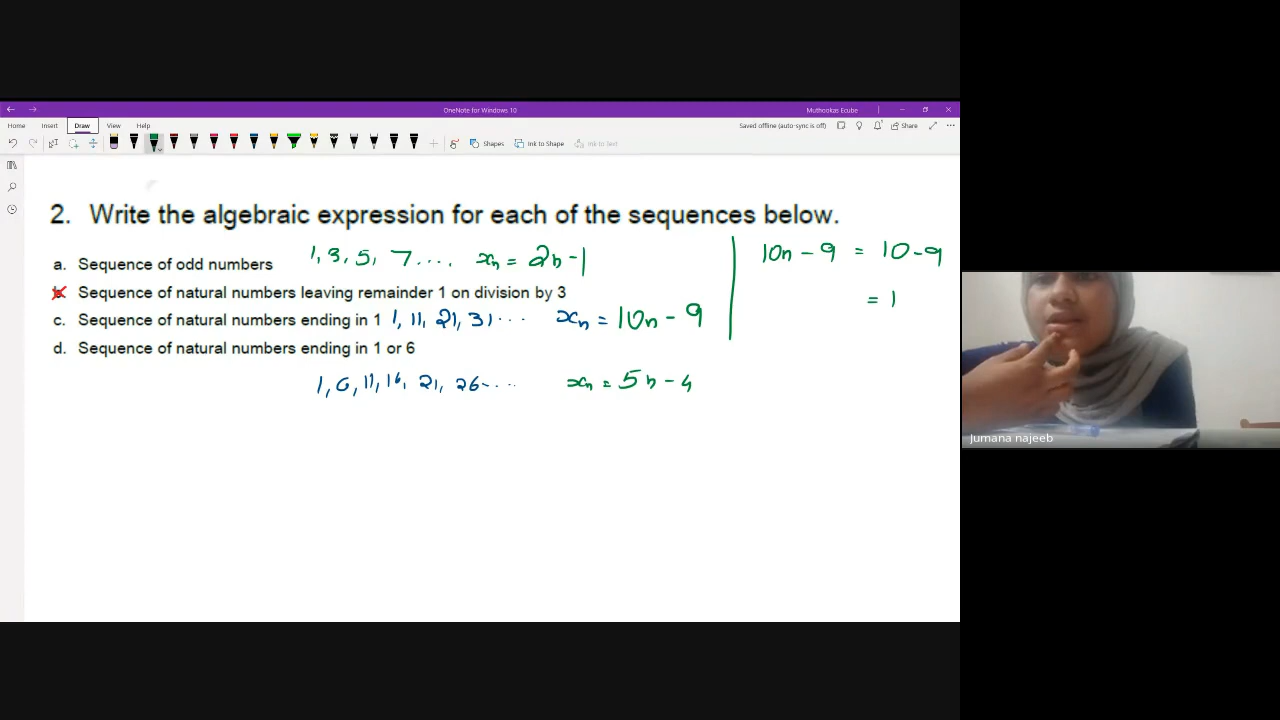 OneNote for Windows 10
Muthookas Ecube
Home Insert Draw View Help
Saved offline (auto-sync is off)
Share
Shapes
Ink to Shape
Ink to Text
2. Write the algebraic expression for each of the sequences below.
a. Sequence of odd numbers 1, 3, 5, 7.... xₙ = 2n-1
b. Sequence of natural numbers leaving remainder 1 on division by 3
c. Sequence of natural numbers ending in 1 1, 11, 21, 31... xₙ = 10n - 9
d. Sequence of natural numbers ending in 1 or 6
1, 6, 11, 16, 21, 26.... xₙ = 5n - 4
10n - 9 = 10-9
= 1
Jumana najeeb